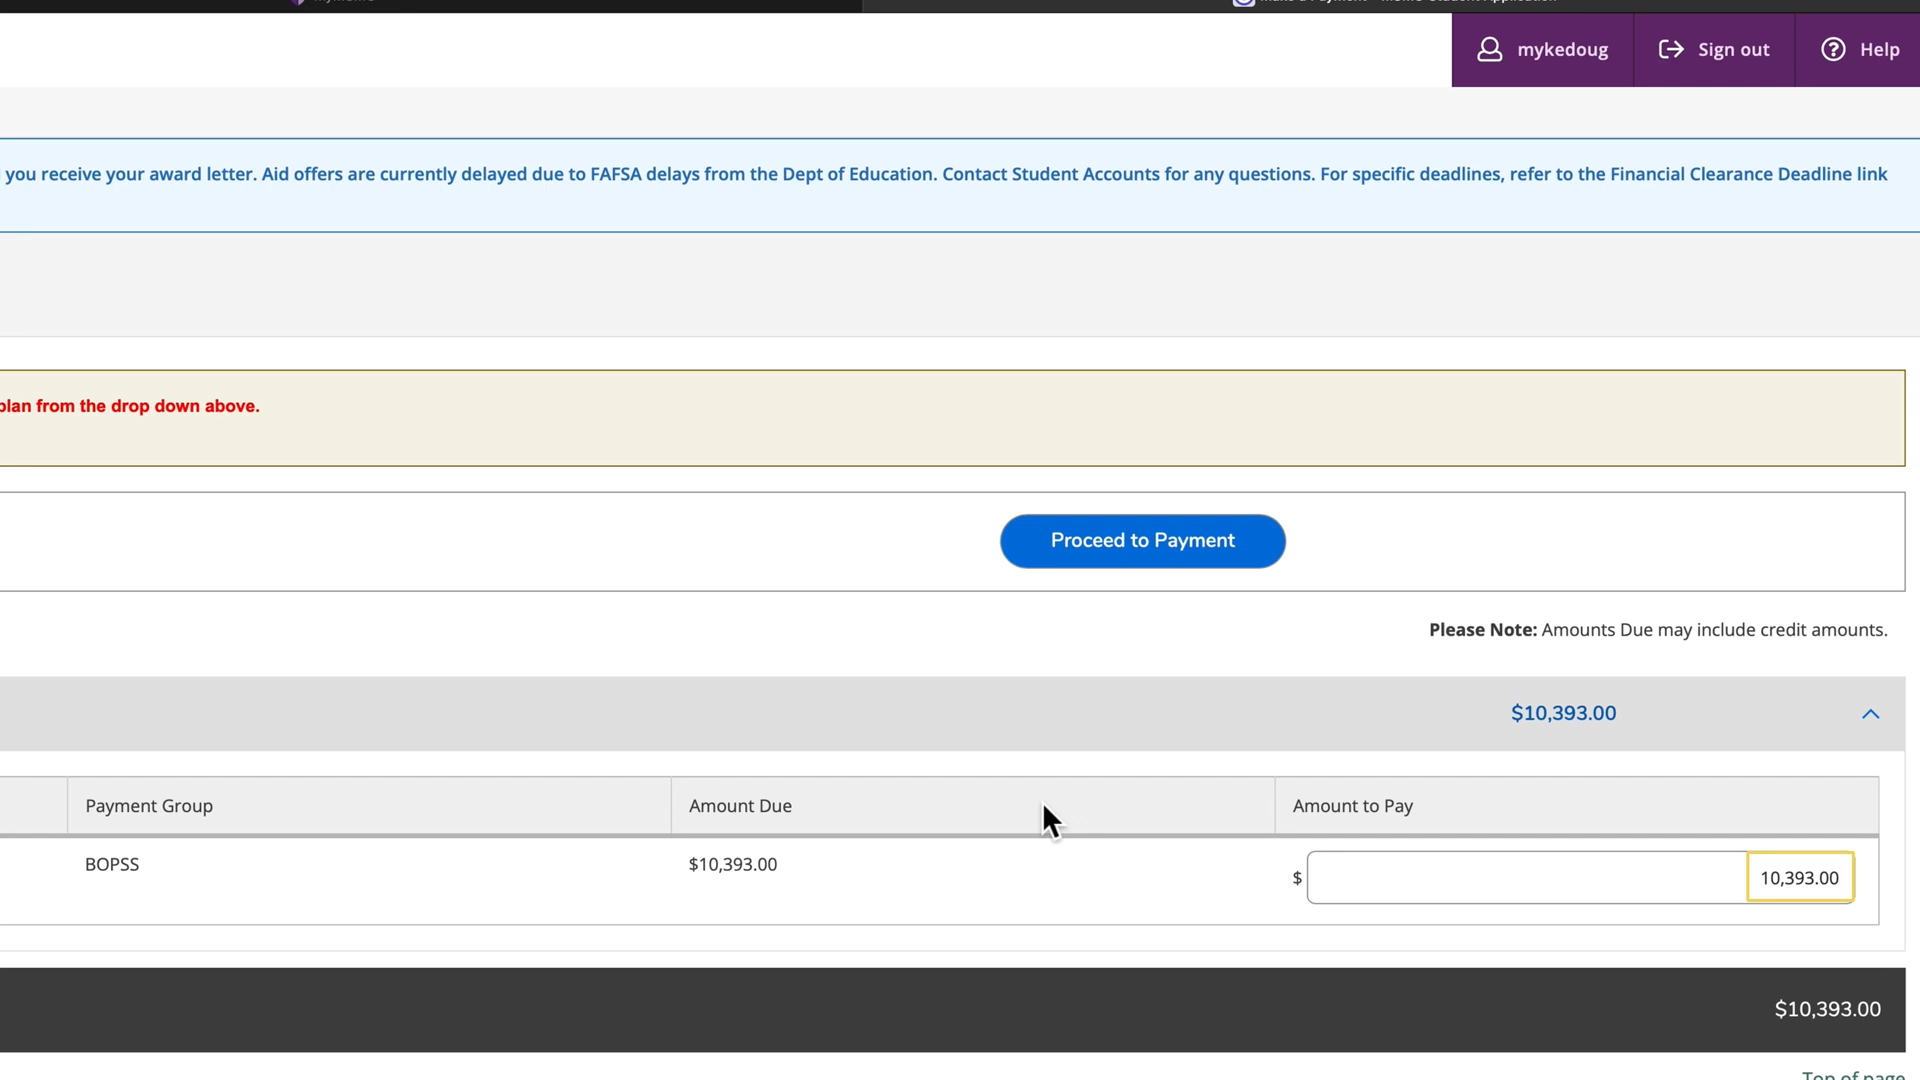 mykedoug
Sign out
Help
you receive your award letter. Aid offers are currently delayed due to FAFSA delays from the Dept of Education. Contact Student Accounts for any questions. For specific deadlines, refer to the Financial Clearance Deadline link
plan from the drop down above.
Proceed to Payment
Please Note: Amounts Due may include credit amounts.
$10,393.00
Payment Group
Amount Due
Amount to Pay
BOPSS
$10,393.00
$
10,393.00
$10,393.00
Top of page